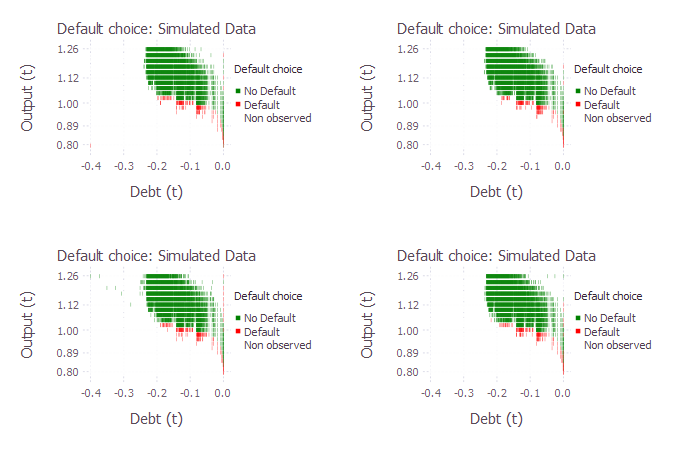 Default choice: Simulated Data
1.26
1.12
1.00
0.89
0.80
Output (t)
-0.4 -0.3 -0.2 -0.1 0.0
Debt (t)
Default choice
No Default
Default
Non observed
Default choice: Simulated Data
1.26
1.12
1.00
0.89
0.80
Output (t)
-0.4 -0.3 -0.2 -0.1 0.0
Debt (t)
Default choice
No Default
Default
Non observed
Default choice: Simulated Data
1.26
1.12
1.00
0.89
0.80
Output (t)
-0.4 -0.3 -0.2 -0.1 0.0
Debt (t)
Default choice
No Default
Default
Non observed
Default choice: Simulated Data
1.26
1.12
1.00
0.89
0.80
Output (t)
-0.4 -0.3 -0.2 -0.1 0.0
Debt (t)
Default choice
No Default
Default
Non observed